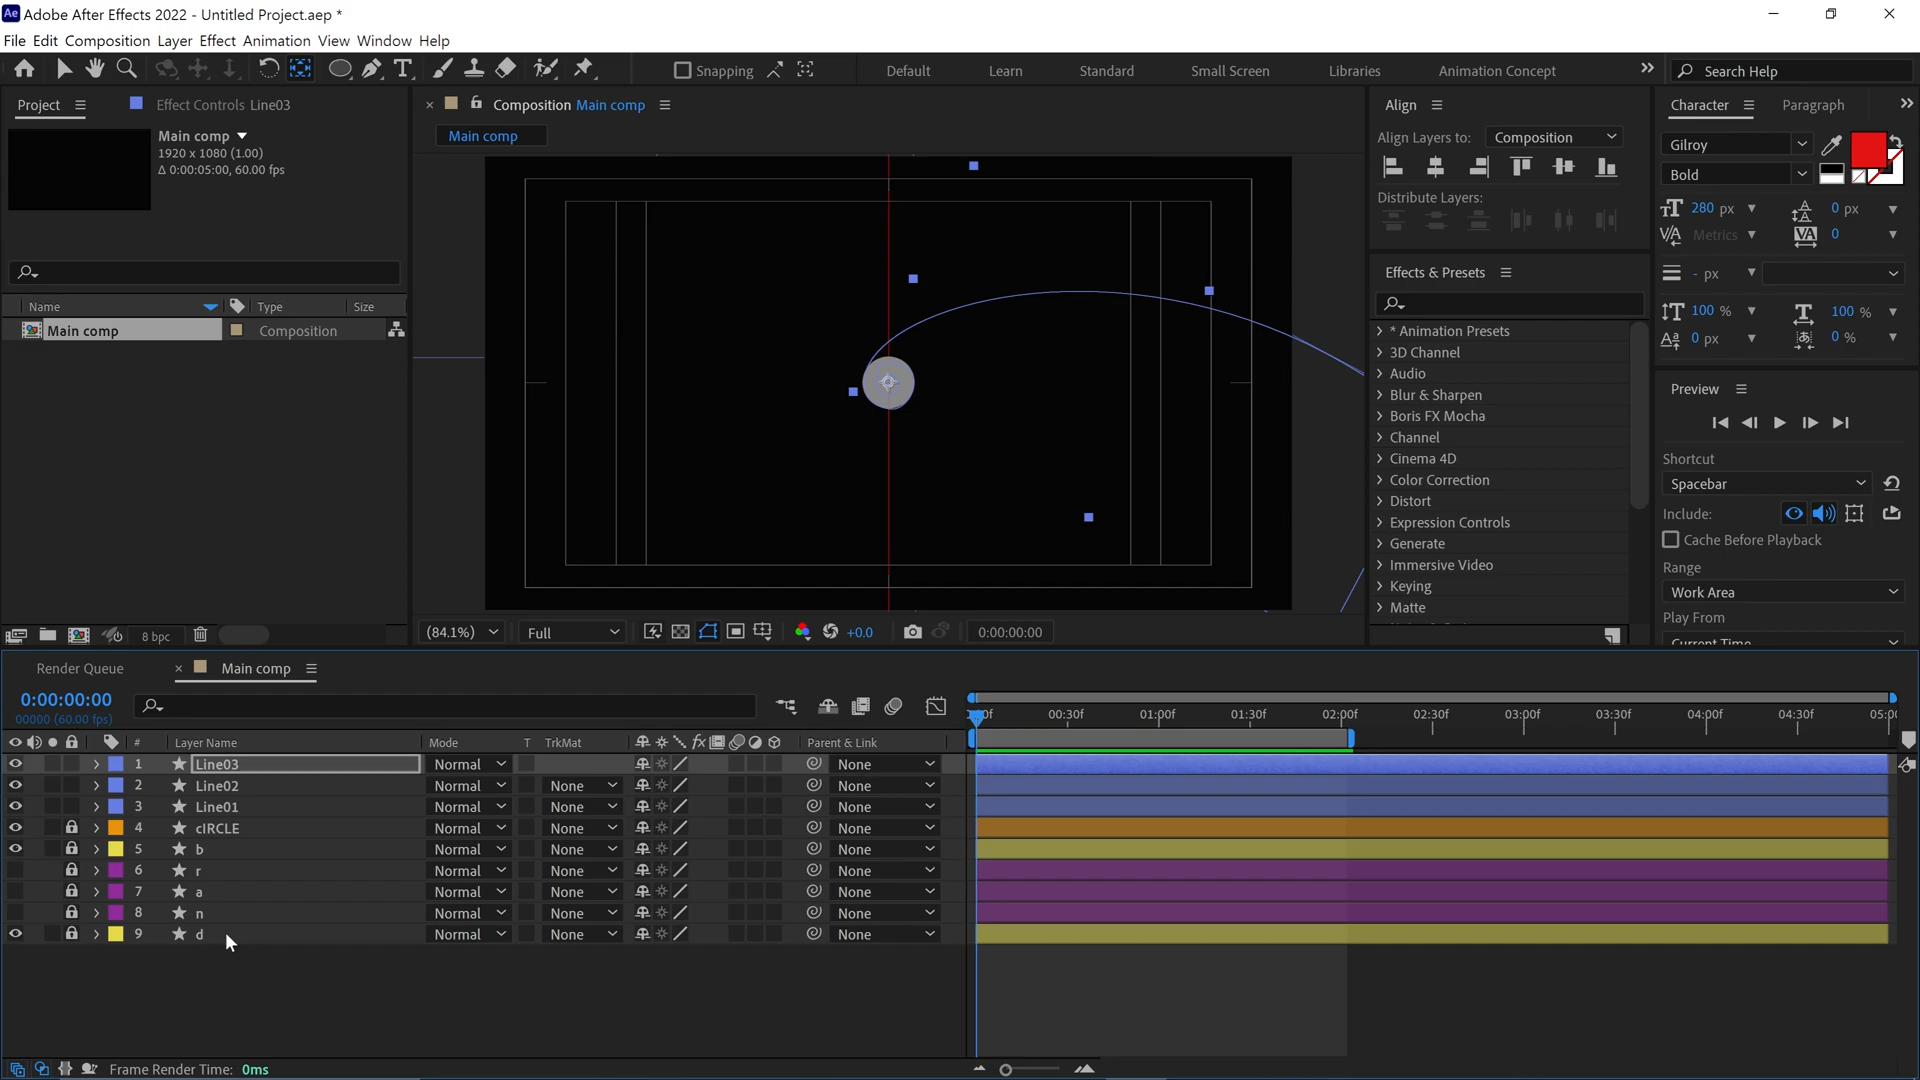 Adobe After Effects 2022 - Untitled Project.aep *
File Edit Composition Layer Effect Animation View Window Help
Snapping
Default
Learn
Standard
Small Screen
Libraries
Animation Concept
Search Help
Project
Effect Controls Line03
Main comp
1920 x 1080 (1.00)
Δ 0:00:05:00, 60.00 fps
Name
Type
Size
Main comp
Composition
8 bpc
Composition Main comp
Main comp
(84.1%)
Full
+0.0
0:00:00:00
Align
Align Layers to:
Composition
Distribute Layers:
Effects & Presets
* Animation Presets
3D Channel
Audio
Blur & Sharpen
Boris FX Mocha
Channel
Cinema 4D
Color Correction
Distort
Expression Controls
Generate
Immersive Video
Keying
Matte
Character
Paragraph
Gilroy
Bold
280 px
0 px
Metrics
0
- px
100 %
100 %
0 px
0 %
Preview
Shortcut
Spacebar
Include:
Cache Before Playback
Range
Work Area
Play From
Current Time
Render Queue
Main comp
0:00:00:00
00000 (60.00 fps)
00:30f
01:00f
01:30f
02:00f
02:30f
03:00f
03:30f
04:00f
04:30f
# Layer Name
Mode
T TrkMat
Parent & Link
1 Line03 Normal None
2 Line02 Normal None None
3 Line01 Normal None None
4 cIRCLE Normal None None
5 b Normal None None
6 r Normal None None
7 a Normal None None
8 n Normal None None
9 d Normal None None
Frame Render Time: 0ms